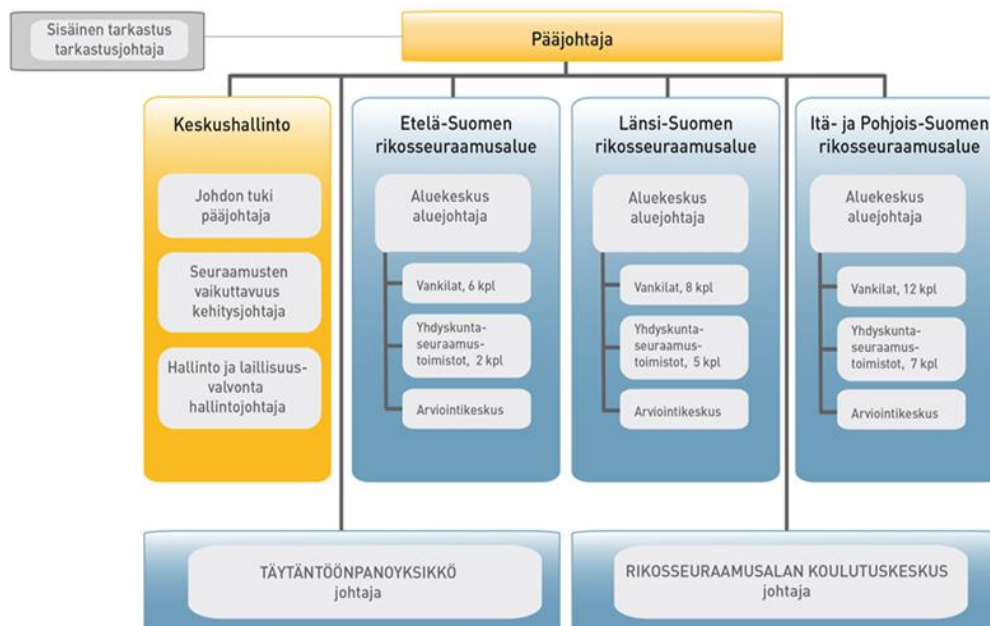 Sisäinen tarkastus
tarkastusjohtaja
Pääjohtaja
Keskushallinto
Johdon tuki
pääjohtaja
Seuraamusten
vaikuttavuus
kehitysjohtaja
Hallinto ja laillisuus-
valvonta
hallintojohtaja
Etelä-Suomen
rikosseuraamusalue
Aluekeskus
aluejohtaja
Vankilat, 6 kpl
Yhdyskunta-
seuraamus-
toimistot, 2 kpl
Arviointikeskus
Länsi-Suomen
rikosseuraamusalue
Aluekeskus
aluejohtaja
Vankilat, 8 kpl
Yhdyskunta-
seuraamus-
toimistot, 5 kpl
Arviointikeskus
Itä- ja Pohjois-Suomen
rikosseuraamusalue
Aluekeskus
aluejohtaja
Vankilat, 12 kpl
Yhdyskunta-
seuraamus-
toimistot, 7 kpl
Arviointikeskus
TÄYTÄNTÖÖNPANOYKSIKKÖ
johtaja
RIKOSSEURAAMUSALAN KOULUTUSKESKUS
johtaja